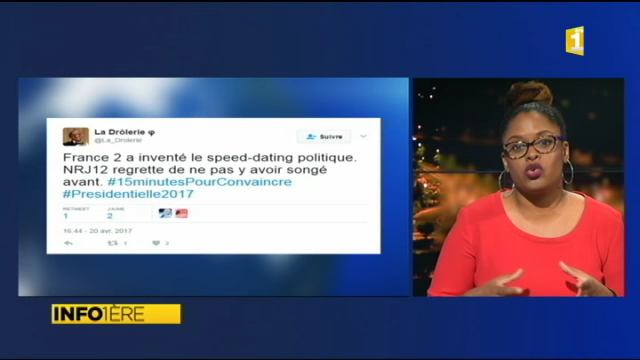 1
La Drôlerie φ
@La_Drolerie
Suivre
France 2 a inventé le speed-dating politique.
NRJ12 regrette de ne pas y avoir songé
avant. #15minutesPourConvaincre
#Presidentielle2017
RETWEET
J'AIME
1
2
16:44 - 20 avr. 2017
1
2
INFO1ÈRE